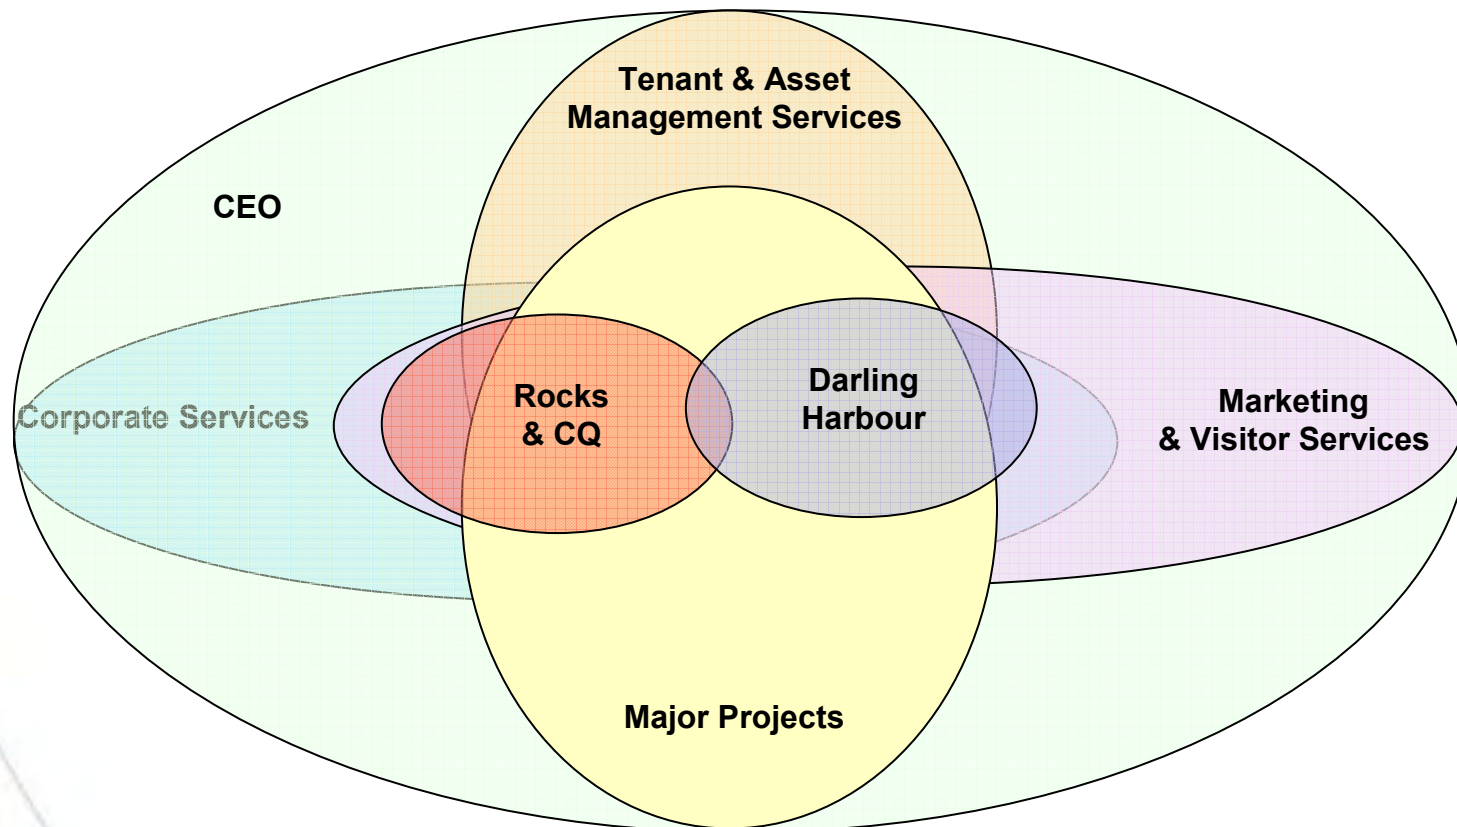 Tenant & Asset
Management Services
CEO
Corporate Services
Rocks
& CQ
Darling
Harbour
Marketing
& Visitor Services
Major Projects